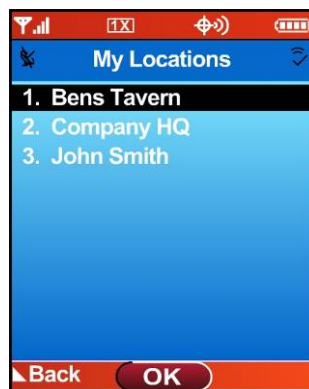 1X
My Locations
1. Bens Tavern
2. Company HQ
3. John Smith
Back OK